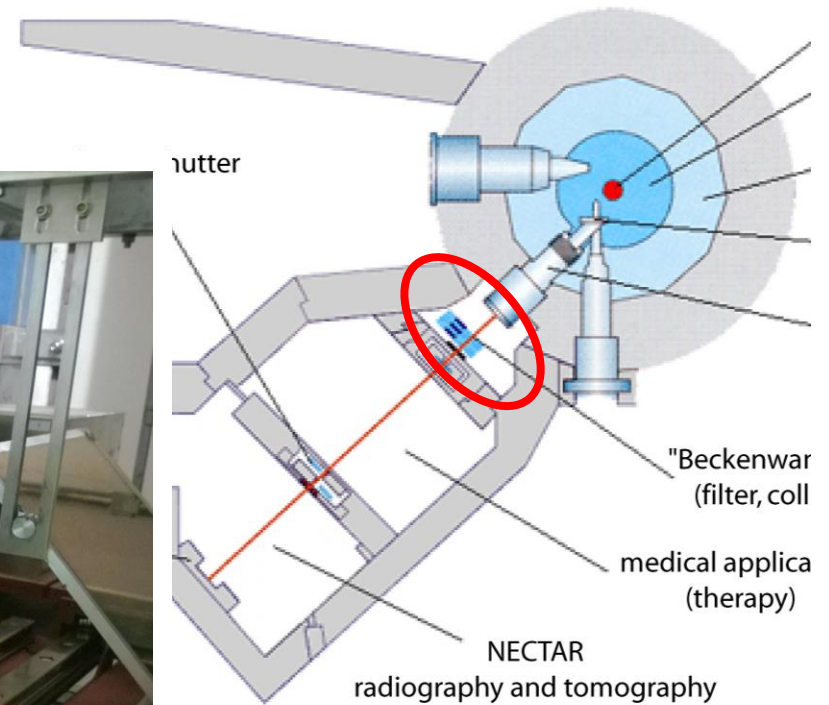 hutter
"Beckenwar
(filter, coll
medical applica
(therapy)
NECTAR
radiography and tomography